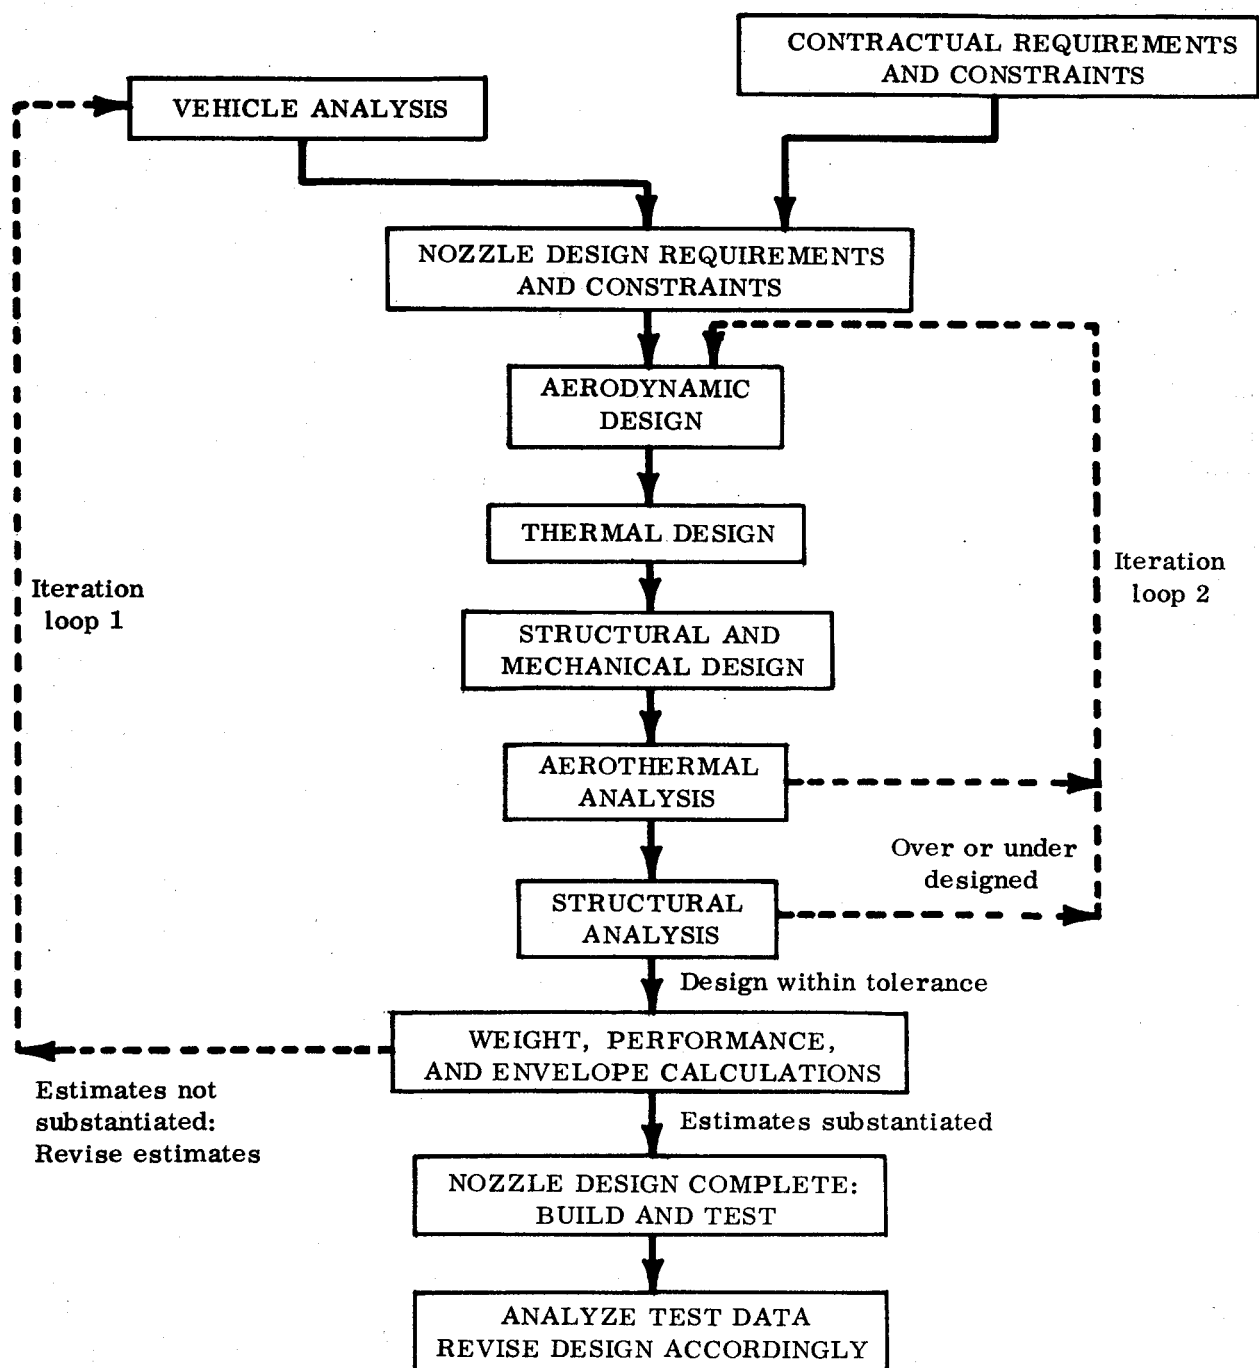 CONTRACTUAL REQUIREMENTS
AND CONSTRAINTS
VEHICLE ANALYSIS
NOZZLE DESIGN REQUIREMENTS
AND CONSTRAINTS
AERODYNAMIC
DESIGN
THERMAL DESIGN
Iteration
loop 1
Iteration
loop 2
STRUCTURAL AND
MECHANICAL DESIGN
AEROTHERMAL
ANALYSIS
Over or under
designed
STRUCTURAL
ANALYSIS
Design within tolerance
WEIGHT, PERFORMANCE,
AND ENVELOPE CALCULATIONS
Estimates not
substantiated:
Revise estimates
Estimates substantiated
NOZZLE DESIGN COMPLETE:
BUILD AND TEST
ANALYZE TEST DATA
REVISE DESIGN ACCORDINGLY